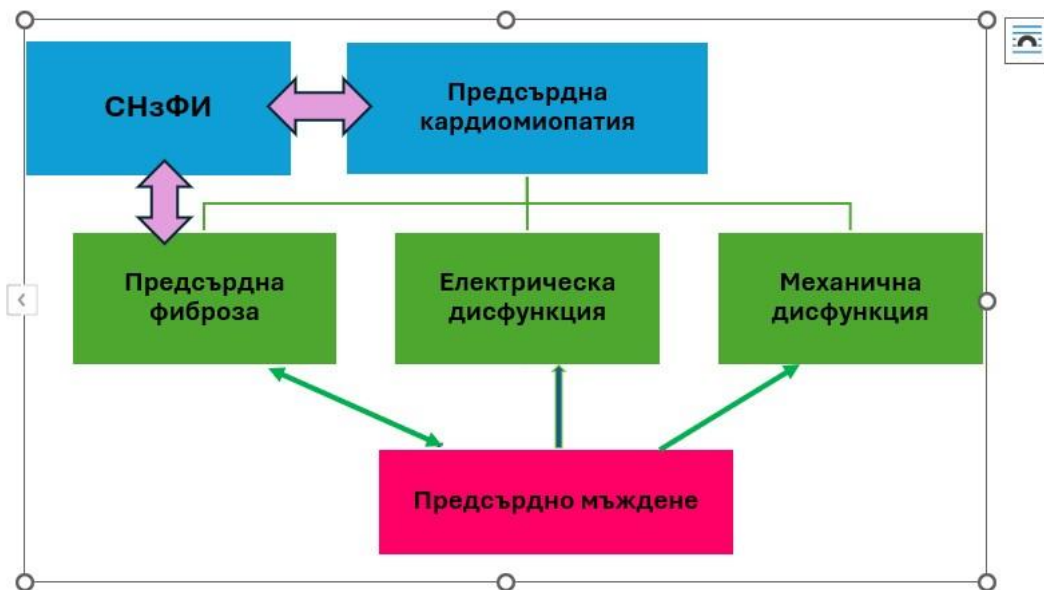 СНзФИ
Предсърдна
кардиомиопатия
Предсърдна
фиброза
Електрическа
дисфункция
Механична
дисфункция
Предсърдно мъждене